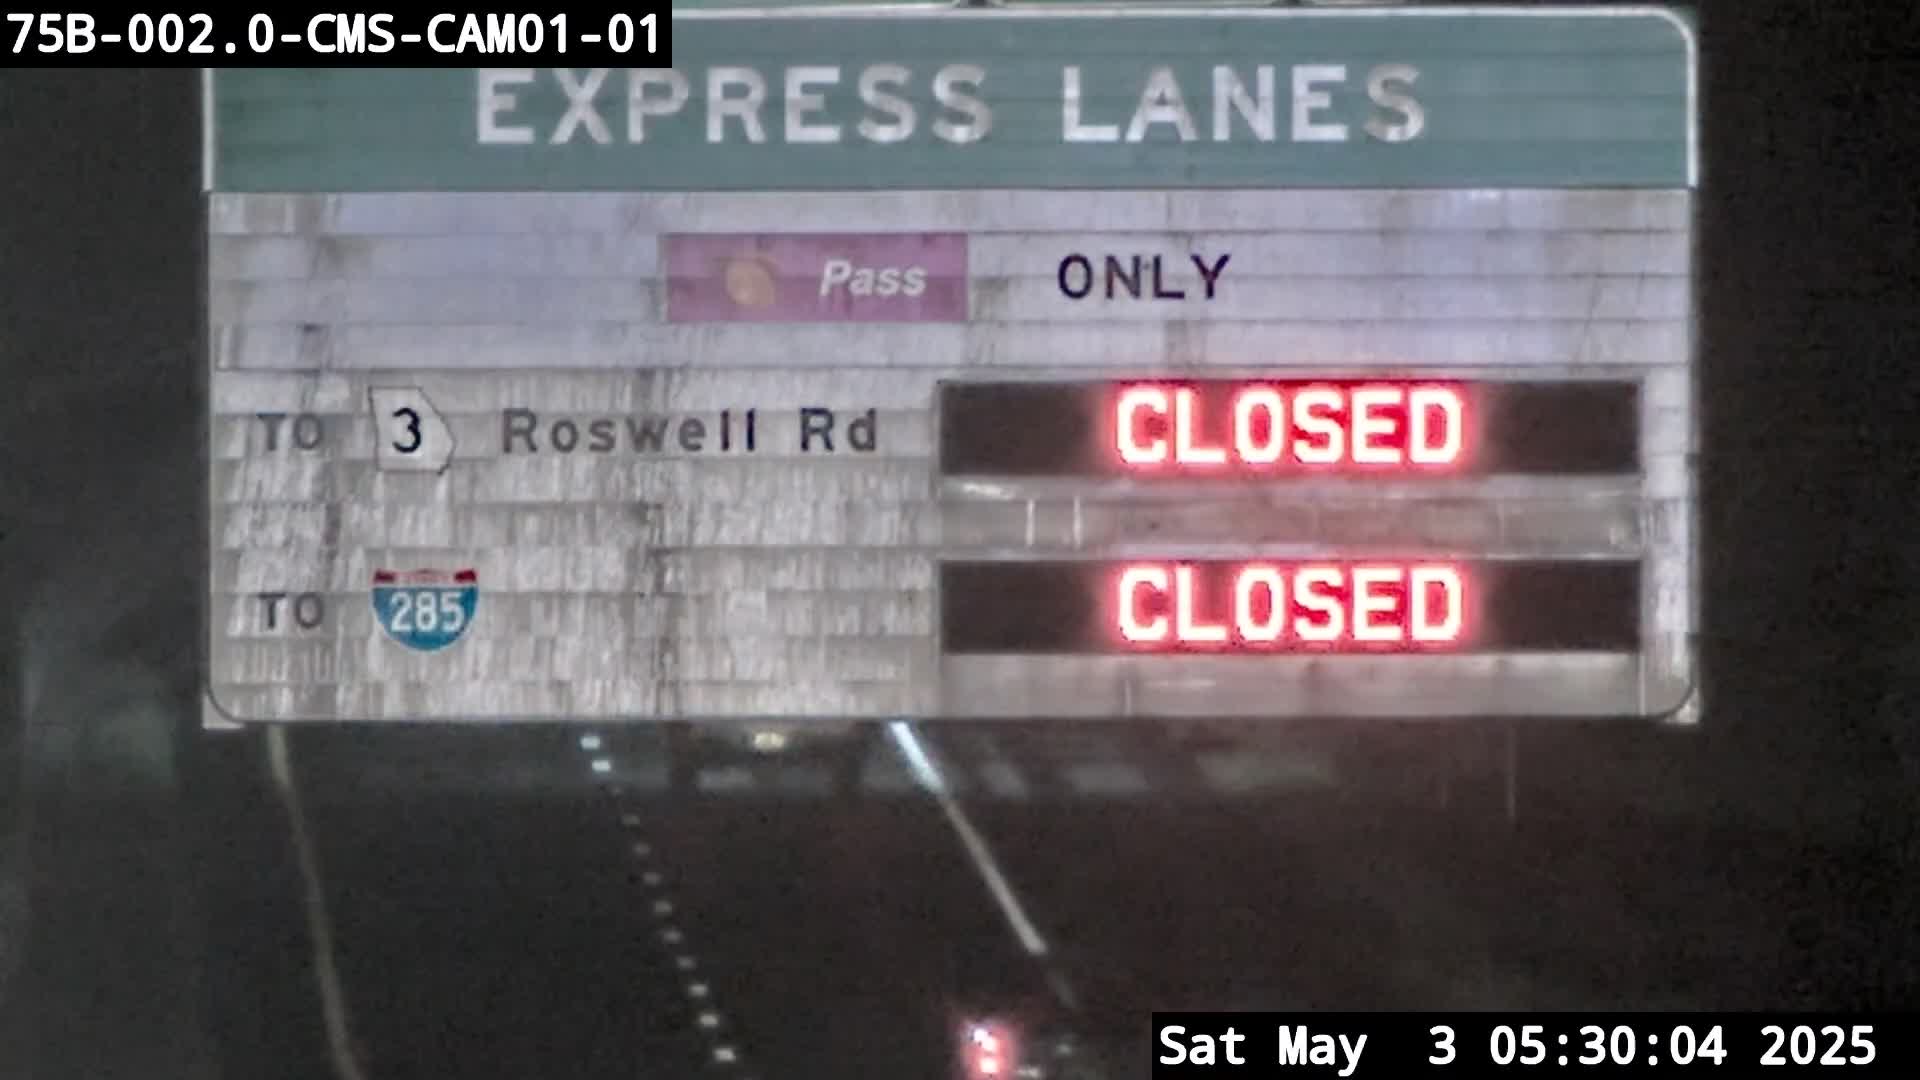 75B-002.0-CMS-CAM01-01
EXPRESS LANES
Pass ONLY
TO 3 Roswell Rd CLOSED
TO 285 CLOSED
Sat May 3 05:30:04 2025